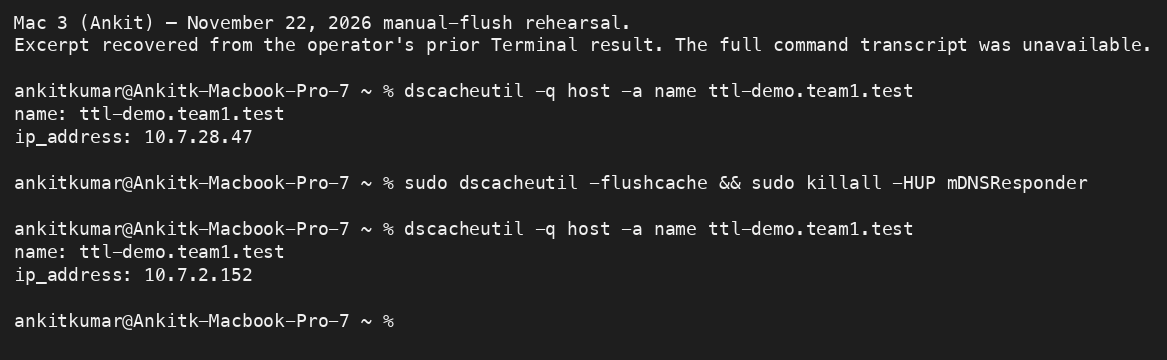 Mac 3 (Ankit) — November 22, 2026 manual-flush rehearsal.
Excerpt recovered from the operator's prior Terminal result. The full command transcript was unavailable.
ankitkumar@Ankitk-Macbook-Pro-7 ~ % dscacheutil -q host -a name ttl-demo.team1.test
name: ttl-demo.team1.test
ip_address: 10.7.28.47
ankitkumar@Ankitk-Macbook-Pro-7 ~ % sudo dscacheutil -flushcache && sudo killall -HUP mDNSResponder
ankitkumar@Ankitk-Macbook-Pro-7 ~ % dscacheutil -q host -a name ttl-demo.team1.test
name: ttl-demo.team1.test
ip_address: 10.7.2.152
ankitkumar@Ankitk-Macbook-Pro-7 ~ %